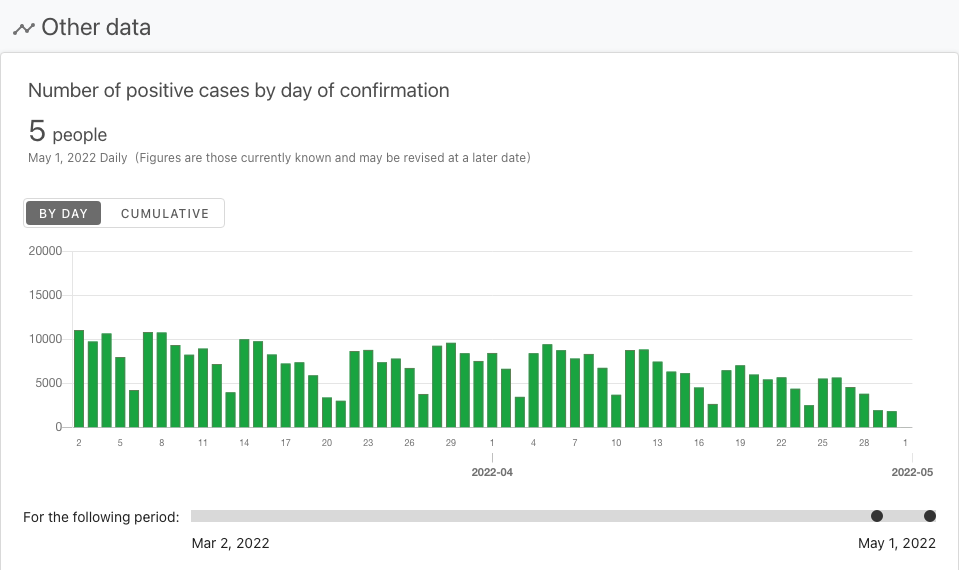 Other data
Number of positive cases by day of confirmation
5 people
May 1, 2022 Daily (Figures are those currently known and may be revised at a later date)
BY DAY CUMULATIVE
20000
15000
10000
5000
0
2 5 8 11 14 17 20 23 26 29 1 4 7 10 13 16 19 22 25 28 1
2022-04 2022-05
For the following period:
Mar 2, 2022 May 1, 2022